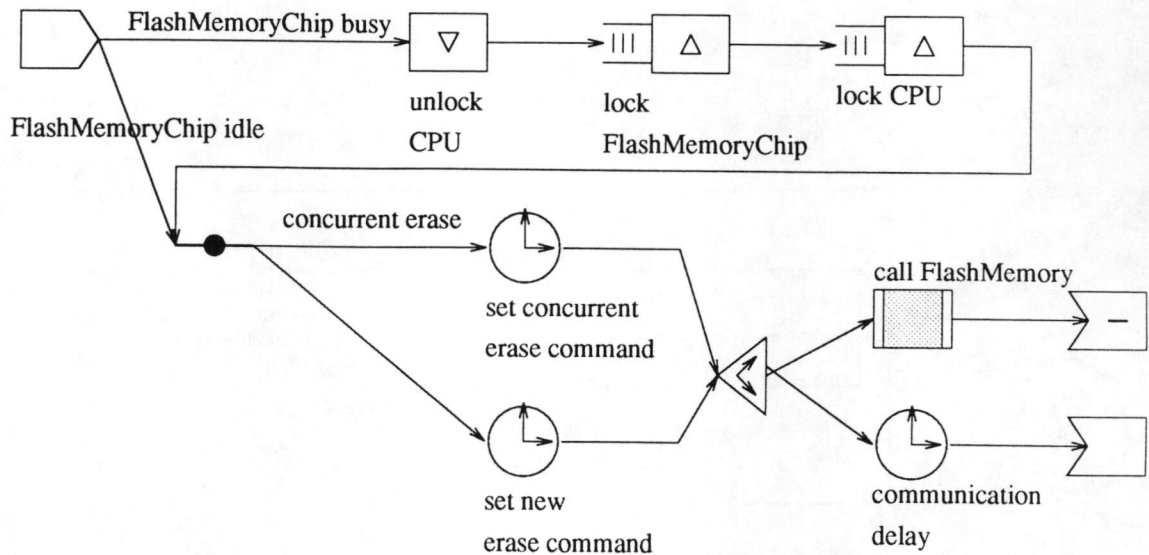 FlashMemoryChip busy
unlock
CPU
lock
FlashMemoryChip
lock CPU
FlashMemoryChip idle
concurrent erase
set concurrent
erase command
call FlashMemory
set new
erase command
communication
delay